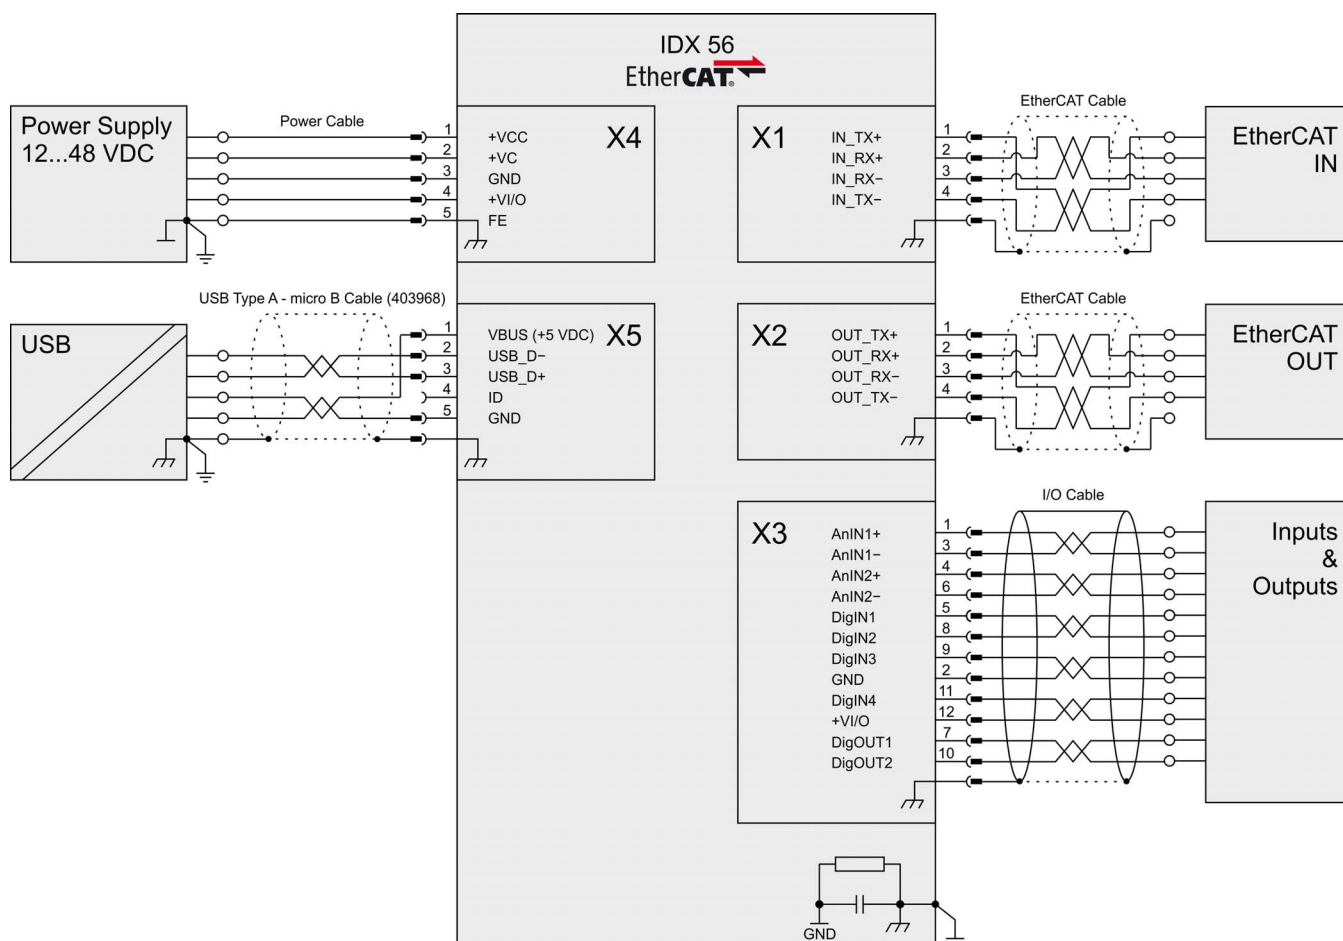 IDX 56
EtherCAT®
Power Supply
12...48 VDC
Power Cable
1
2
3
4
5
+VCC
+VC
GND
+VI/O
FE
X4
X1
IN_TX+
IN_RX+
IN_RX−
IN_TX−
1
2
3
4
EtherCAT Cable
EtherCAT
IN
USB
USB Type A - micro B Cable (403968)
1
2
3
4
5
VBUS (+5 VDC)
USB_D−
USB_D+
ID
GND
X5
X2
OUT_TX+
OUT_RX+
OUT_RX−
OUT_TX−
1
2
3
4
EtherCAT Cable
EtherCAT
OUT
X3
AnIN1+
AnIN1−
AnIN2+
AnIN2−
DigIN1
DigIN2
DigIN3
GND
DigIN4
+VI/O
DigOUT1
DigOUT2
1
3
4
6
5
8
9
2
11
12
7
10
I/O Cable
Inputs
&
Outputs
GND